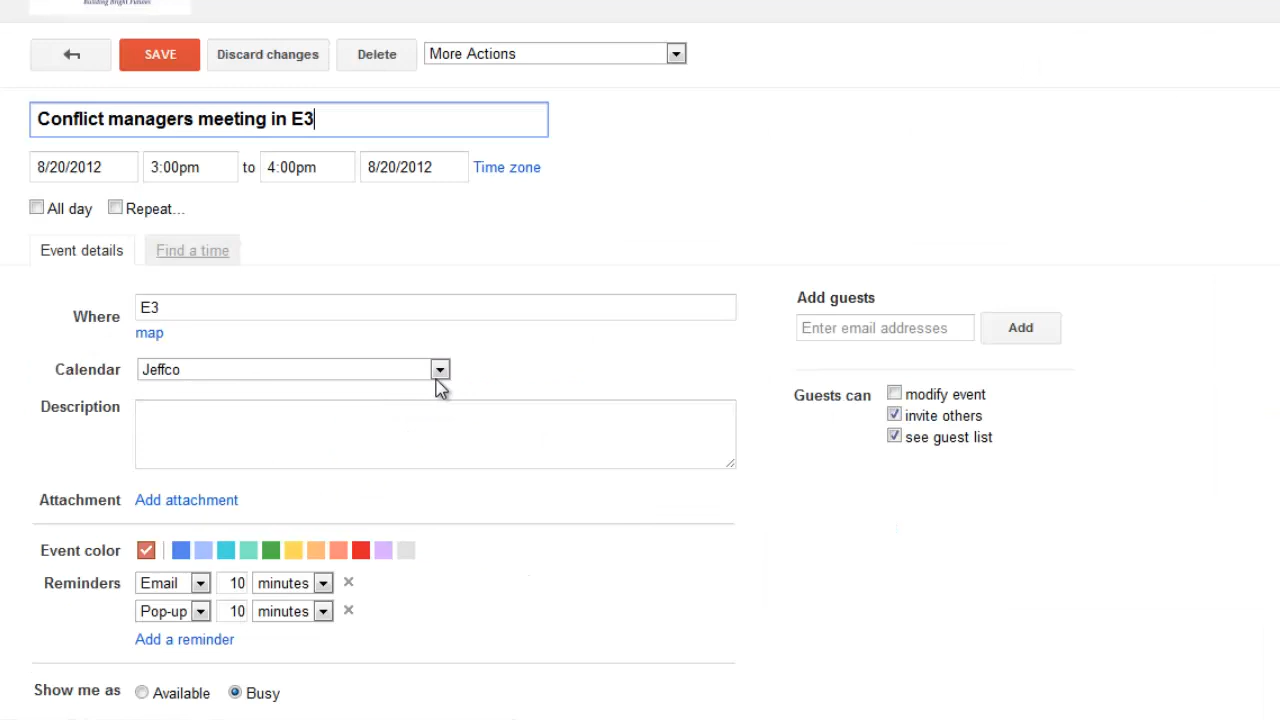 Building Bright Futures
SAVE Discard changes Delete More Actions
Conflict managers meeting in E3
8/20/2012 3:00pm to 4:00pm 8/20/2012 Time zone
All day Repeat...
Event details Find a time
Where E3
map
Calendar Jeffco
Description
Attachment Add attachment
Event color
Reminders Email 10 minutes
Pop-up 10 minutes
Add a reminder
Show me as Available Busy
Add guests
Enter email addresses Add
Guests can modify event
invite others
see guest list